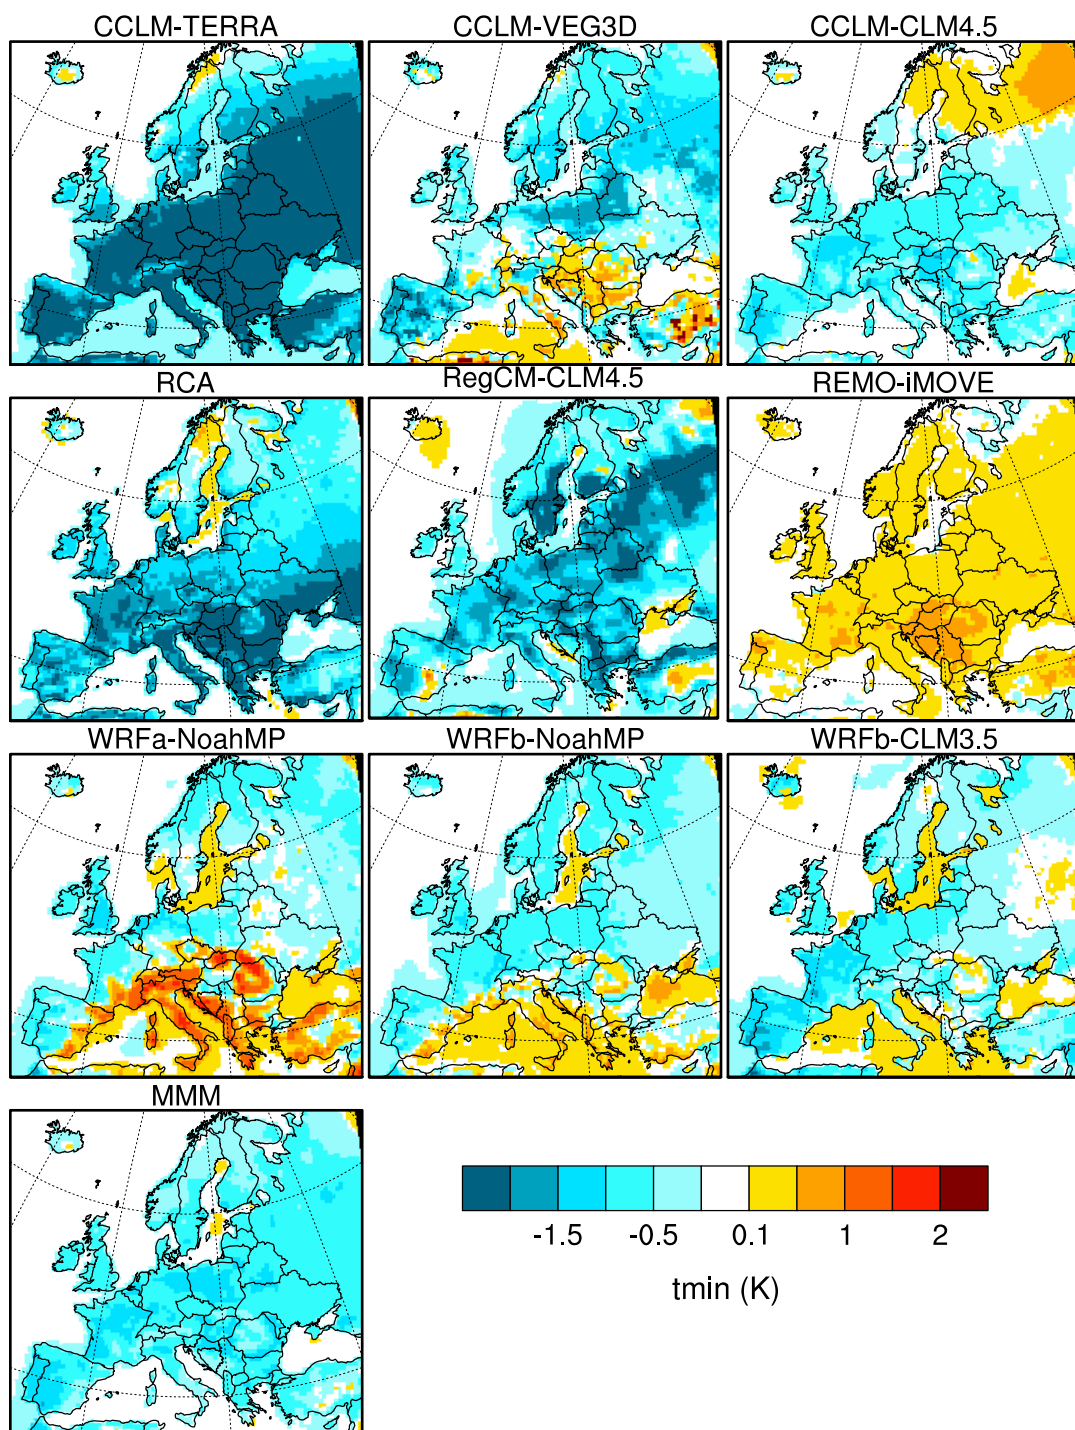 CCLM-TERRA CCLM-VEG3D CCLM-CLM4.5
RCA RegCM-CLM4.5 REMO-iMOVE
WRFa-NoahMP WRFb-NoahMP WRFb-CLM3.5
MMM
-1.5 -0.5 0.1 1 2
tmin (K)